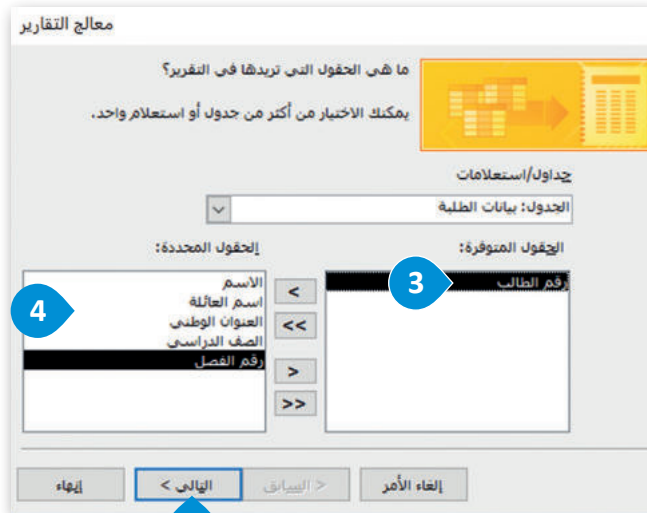 معالج التقارير
ما هي الحقول التي تريدها في التقرير؟
يمكنك الاختيار من أكثر من جدول أو استعلام واحد.
جداول/استعلامات
الجدول: بيانات الطلبة
الحقول المتوفرة:
الحقول المحددة:
رقم الطالب
3
>
>>
<
<<
الاسم
اسم العائلة
العنوان الوطني
الصف الدراسي
رقم الفصل
4
إلغاء الأمر
< السابق
التالي >
إنهاء